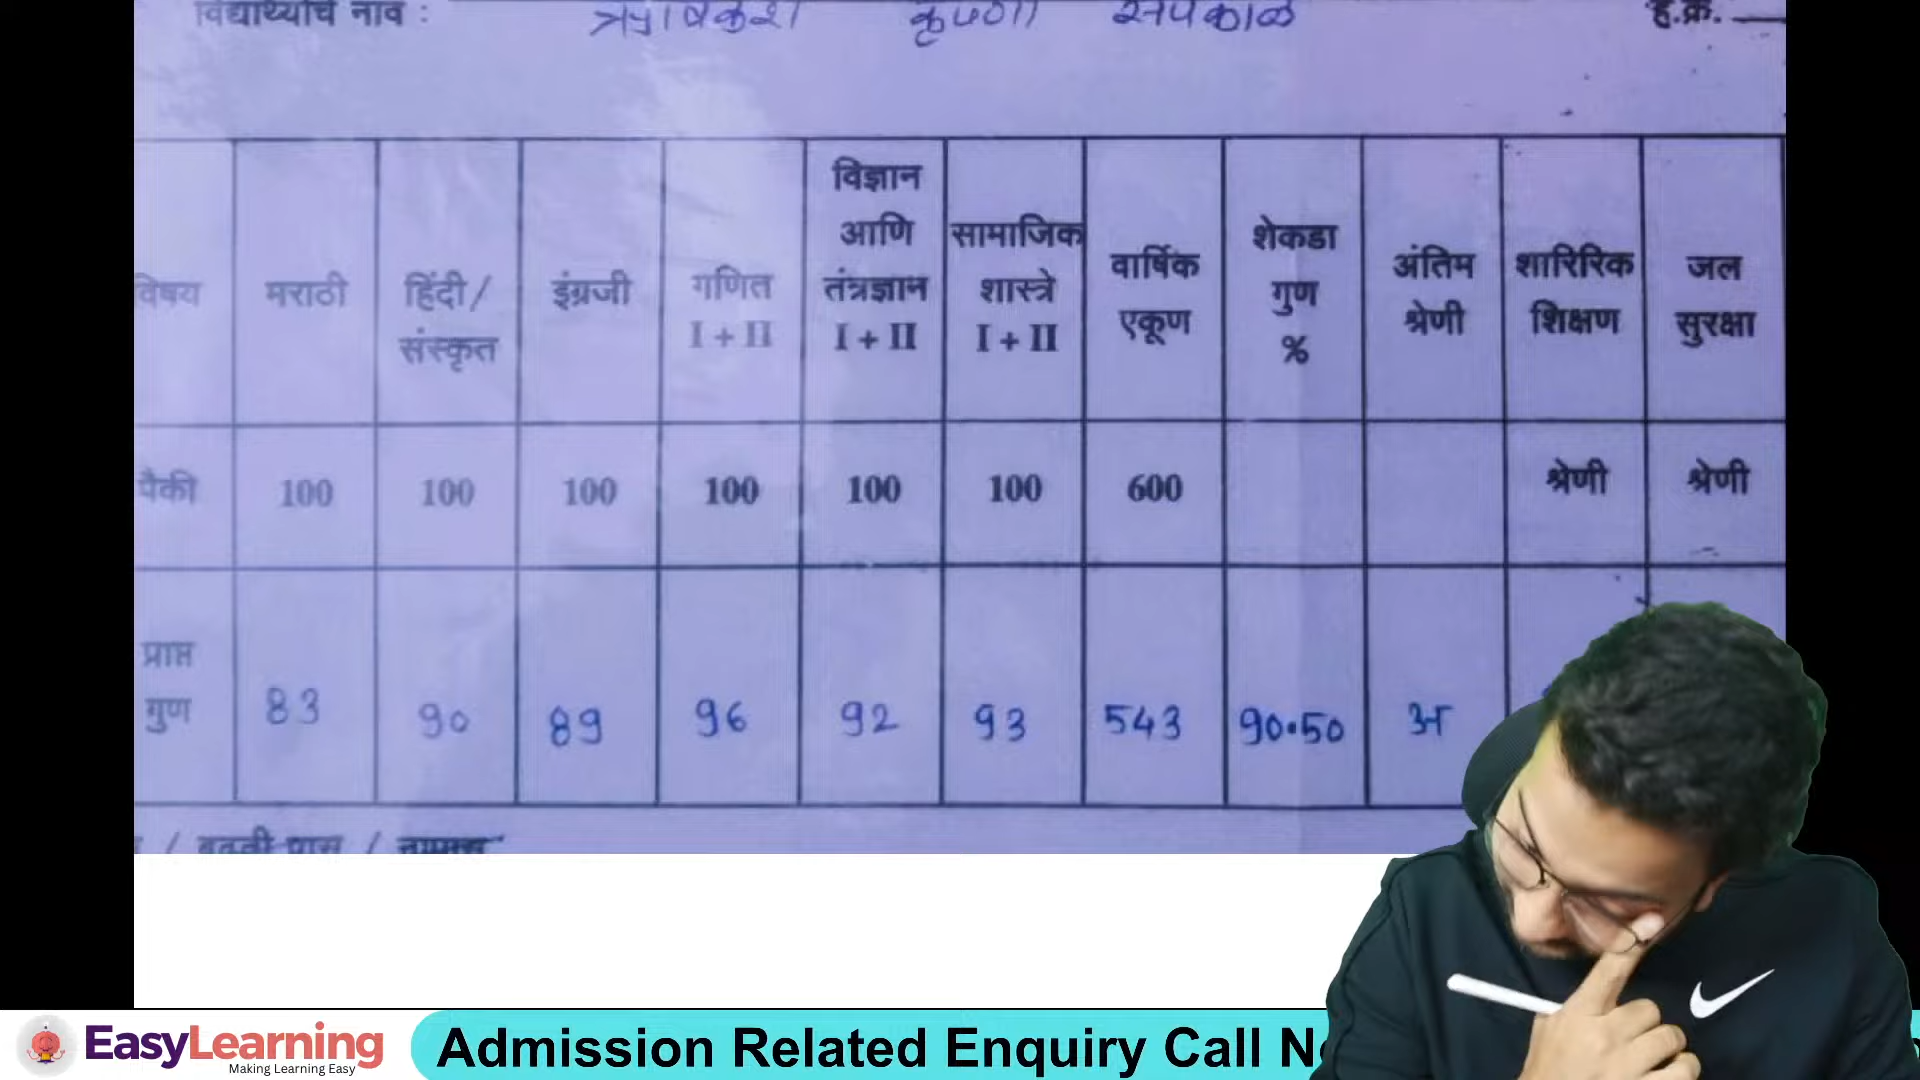 विद्यार्थ्याचे नाव : ऋषिकेश कृष्णा सपकाळ ह.क्र.
विषय मराठी हिंदी/ संस्कृत इंग्रजी गणित I + II विज्ञान आणि तंत्रज्ञान I + II सामाजिक शास्त्रे I + II वार्षिक एकूण शेकडा गुण % अंतिम श्रेणी शारिरिक शिक्षण जल सुरक्षा
पैकी 100 100 100 100 100 100 600 श्रेणी श्रेणी
प्राप्त गुण 83 90 89 96 92 93 543 90.50 अ
EasyLearning
Making Learning Easy
Admission Related Enquiry Call